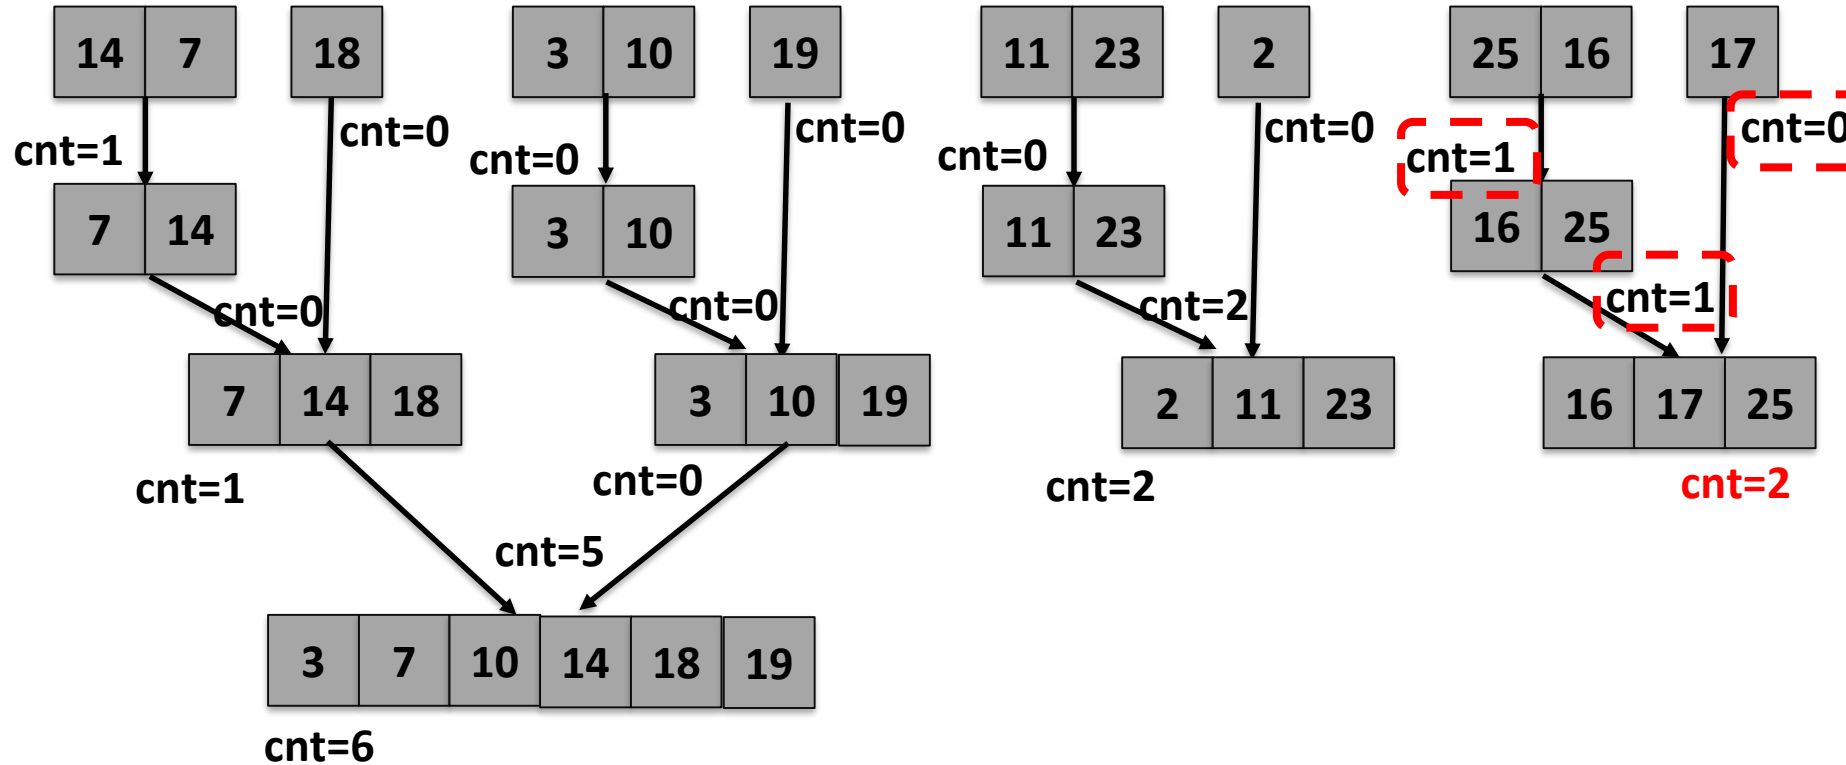 14 7 18 3 10 19 11 23 2 25 16 17
cnt=1 cnt=0 cnt=0 cnt=0 cnt=0 cnt=0 cnt=1 cnt=0
7 14 3 10 11 23 16 25
cnt=0 cnt=0 cnt=2 cnt=1
7 14 18 3 10 19 2 11 23 16 17 25
cnt=1 cnt=0 cnt=2 cnt=2
cnt=5
3 7 10 14 18 19
cnt=6